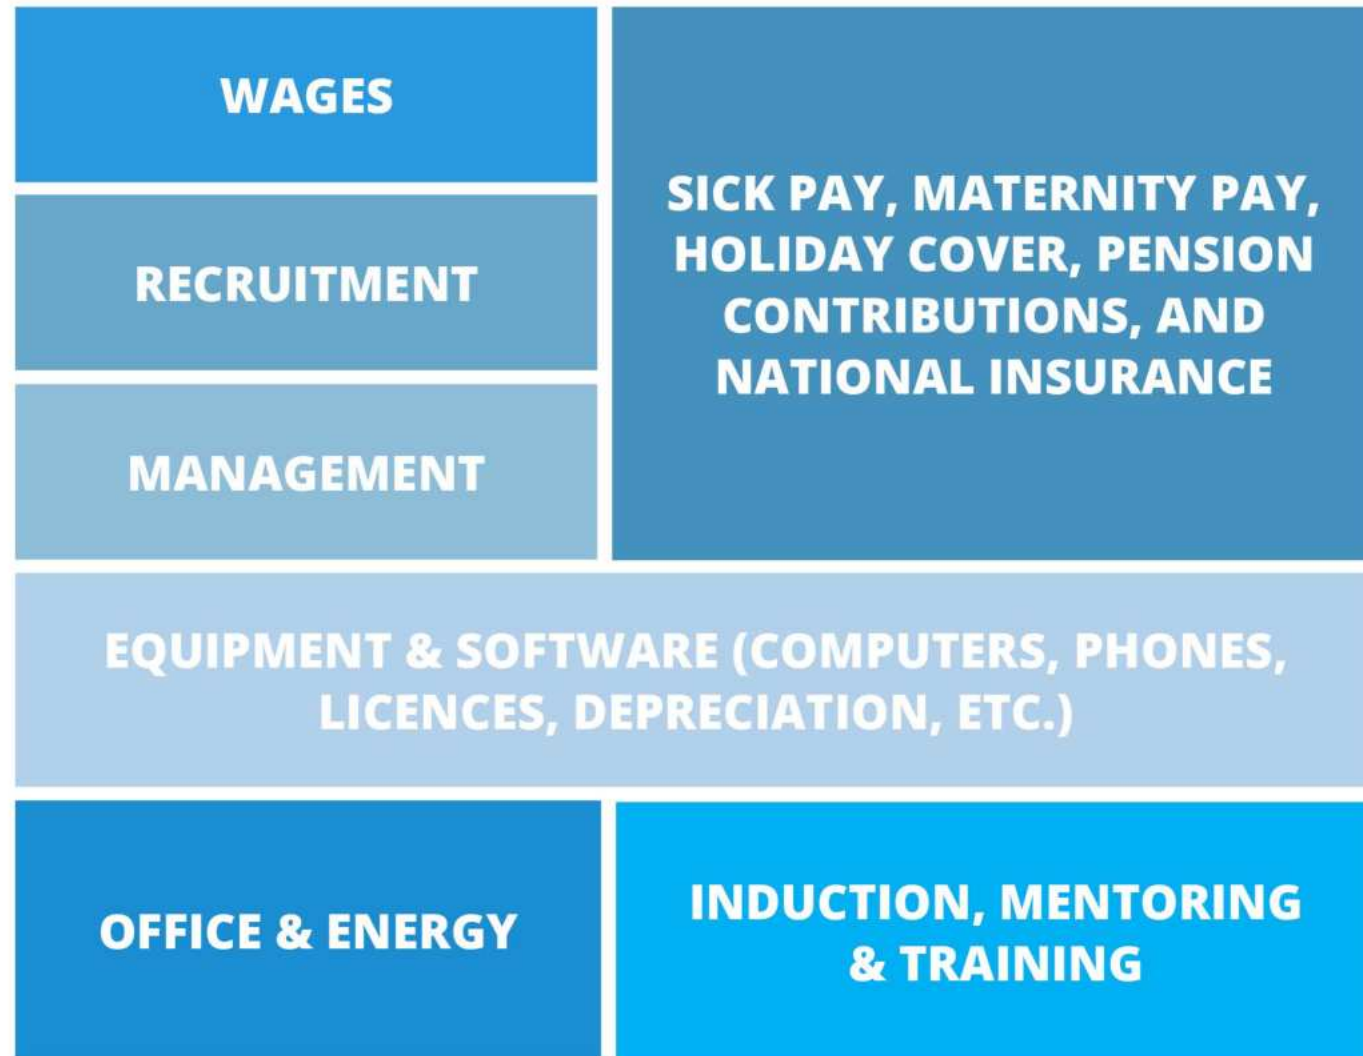 WAGES
RECRUITMENT
MANAGEMENT
SICK PAY, MATERNITY PAY,
HOLIDAY COVER, PENSION
CONTRIBUTIONS, AND
NATIONAL INSURANCE
EQUIPMENT & SOFTWARE (COMPUTERS, PHONES,
LICENCES, DEPRECIATION, ETC.)
OFFICE & ENERGY
INDUCTION, MENTORING
& TRAINING